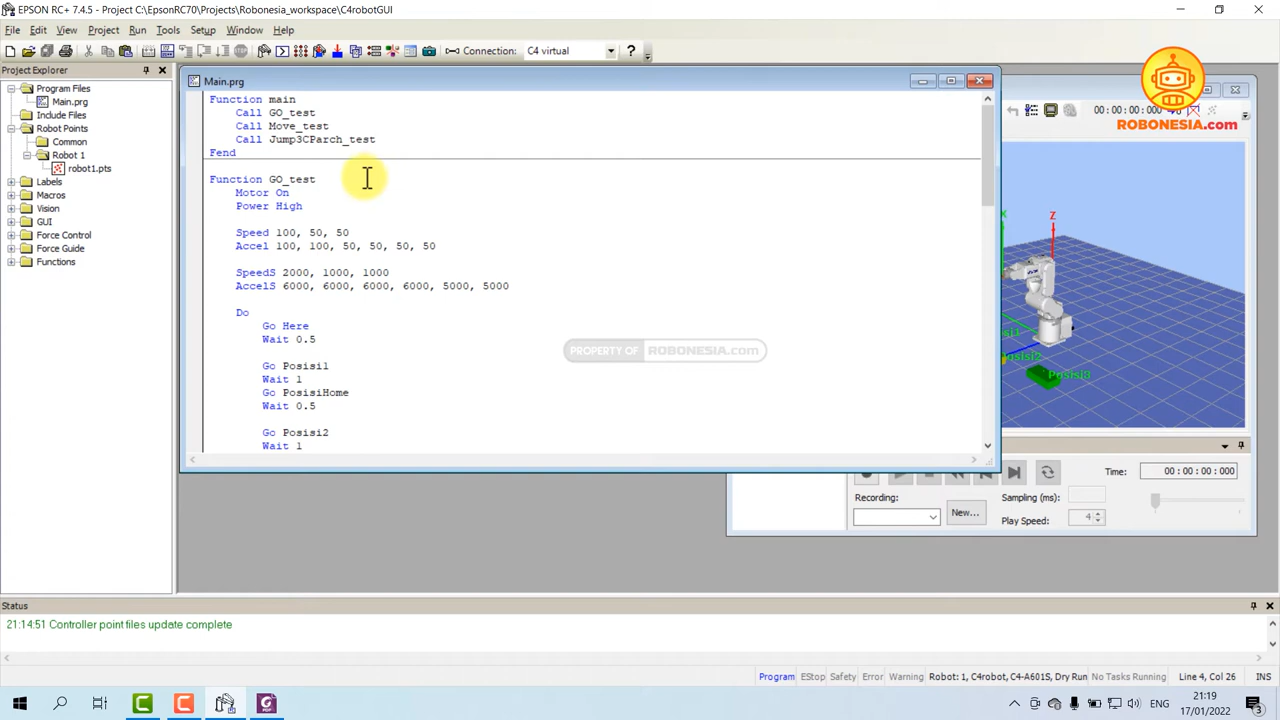 EPSON RC+ 7.4.5 - Project C:\EpsonRC70\Projects\Robonesia_workspace\C4robotGUI
File Edit View Project Run Tools Setup Window Help
Connection: C4 virtual
Project Explorer
Program Files
Main.prg
Include Files
Robot Points
Common
Robot 1
robot1.pts
Labels
Macros
Vision
GUI
Force Control
Force Guide
Functions
Main.prg
Function main
Call GO_test
Call Move_test
Call Jump3CParch_test
Fend
Function GO_test
Motor On
Power High
Speed 100, 50, 50
Accel 100, 100, 50, 50, 50, 50
SpeedS 2000, 1000, 1000
AccelS 6000, 6000, 6000, 6000, 5000, 5000
Do
Go Here
Wait 0.5
Go Posisi1
Wait 1
Go PosisiHome
Wait 0.5
Go Posisi2
Wait 1
PROPERTY OF ROBONESIA.com
ROBONESIA.com
00 : 00 : 00 : 000
X
Z
Posisi2
Posisi3
Time: 00 : 00 : 00 : 000
Recording:
New...
Sampling (ms):
Play Speed: 4
Status
21:14:51 Controller point files update complete
Program EStop Safety Error Warning Robot: 1, C4robot, C4-A601S, Dry Run No Tasks Running Line 4, Col 26 INS
ENG
21:19
17/01/2022
3